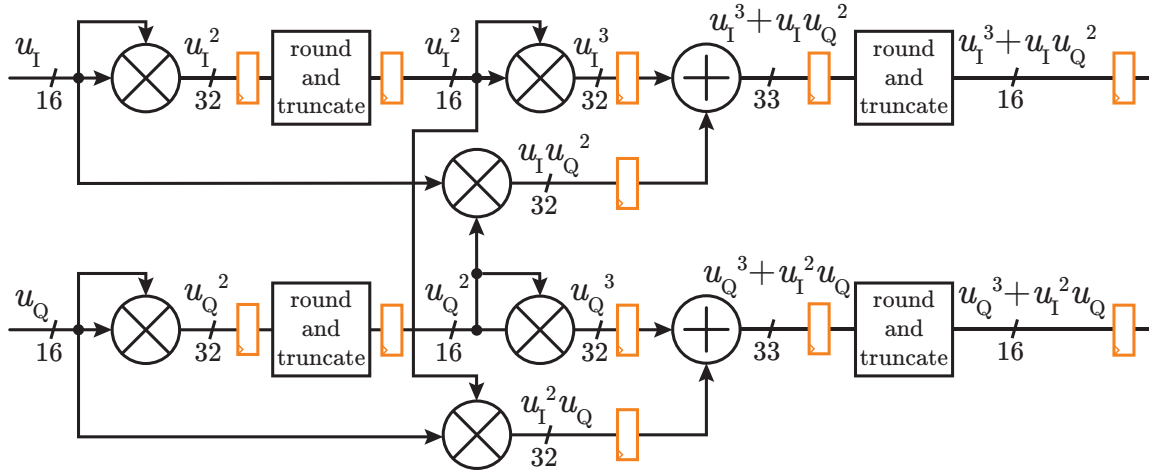 u_I
16
u_I^2
32
round
and
truncate
u_I^2
16
u_I^3
32
u_I^3+u_I u_Q^2
33
round
and
truncate
u_I^3+u_I u_Q^2
16
u_I u_Q^2
32
u_Q
16
u_Q^2
32
round
and
truncate
u_Q^2
16
u_Q^3
32
u_Q^3+u_I^2 u_Q
33
round
and
truncate
u_Q^3+u_I^2 u_Q
16
u_I^2 u_Q
32